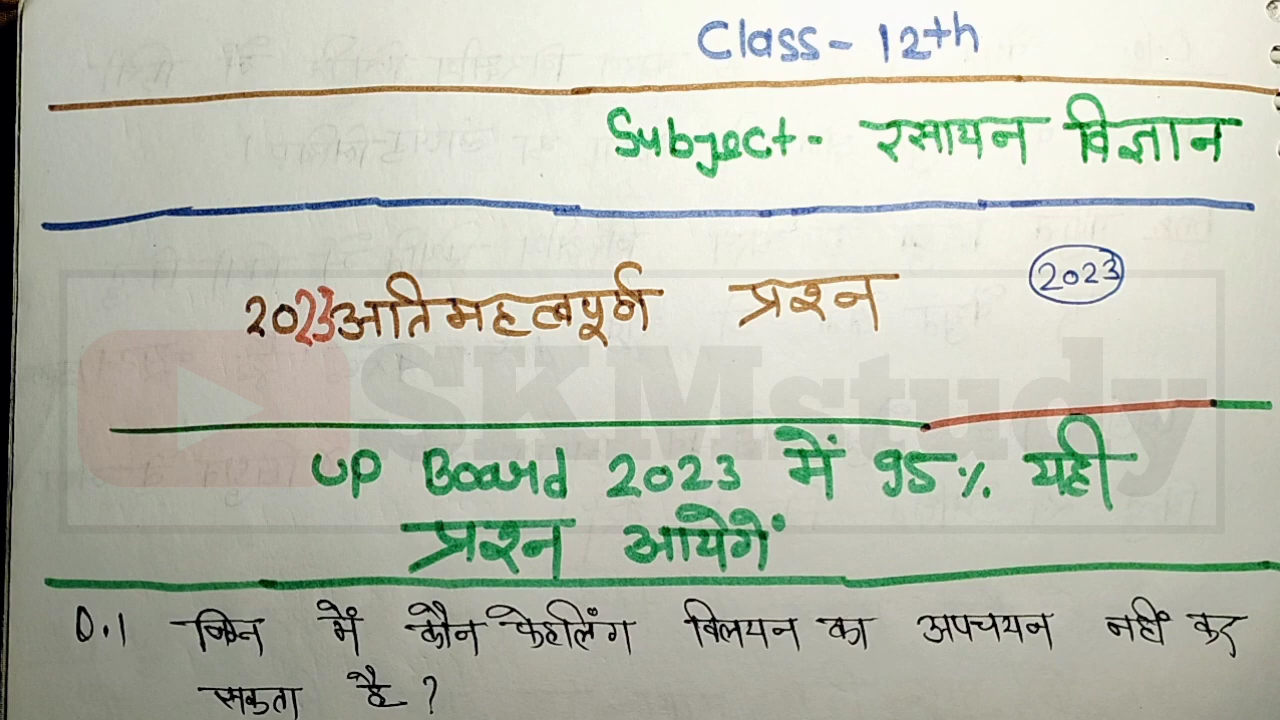 Class - 12th
Subject - रसायन विज्ञान
2023 अतिमहत्वपूर्ण प्रश्न
2023
SKMstudy
UP Board 2023 में 95% यही
प्रश्न आयेगें
Q.1 निम्न में कौन फेहलिंग विलयन का अपचयन नहीं कर
सकता है ?